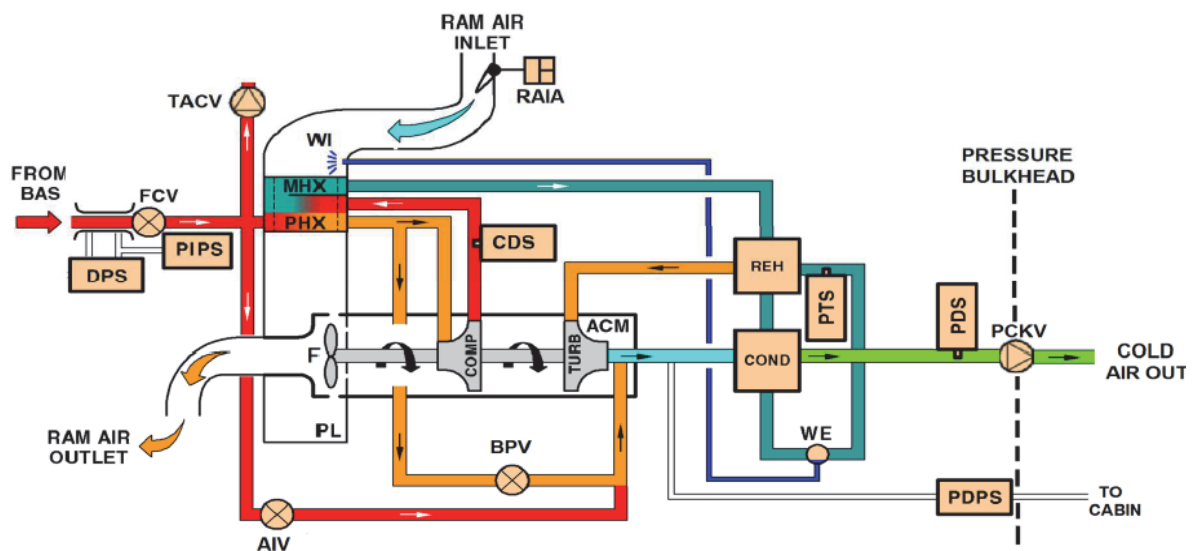 RAM AIR
INLET
RAIA
TACV
WI
PRESSURE
BULKHEAD
FROM
BAS
FCV
MHX
PHX
PIPS
DPS
CDS
REH
PTS
PDS
PCKV
ACM
F
COMP
TURB
COND
COLD
AIR OUT
RAM AIR
OUTLET
PL
BPV
WE
PDPS
TO
CABIN
AIV